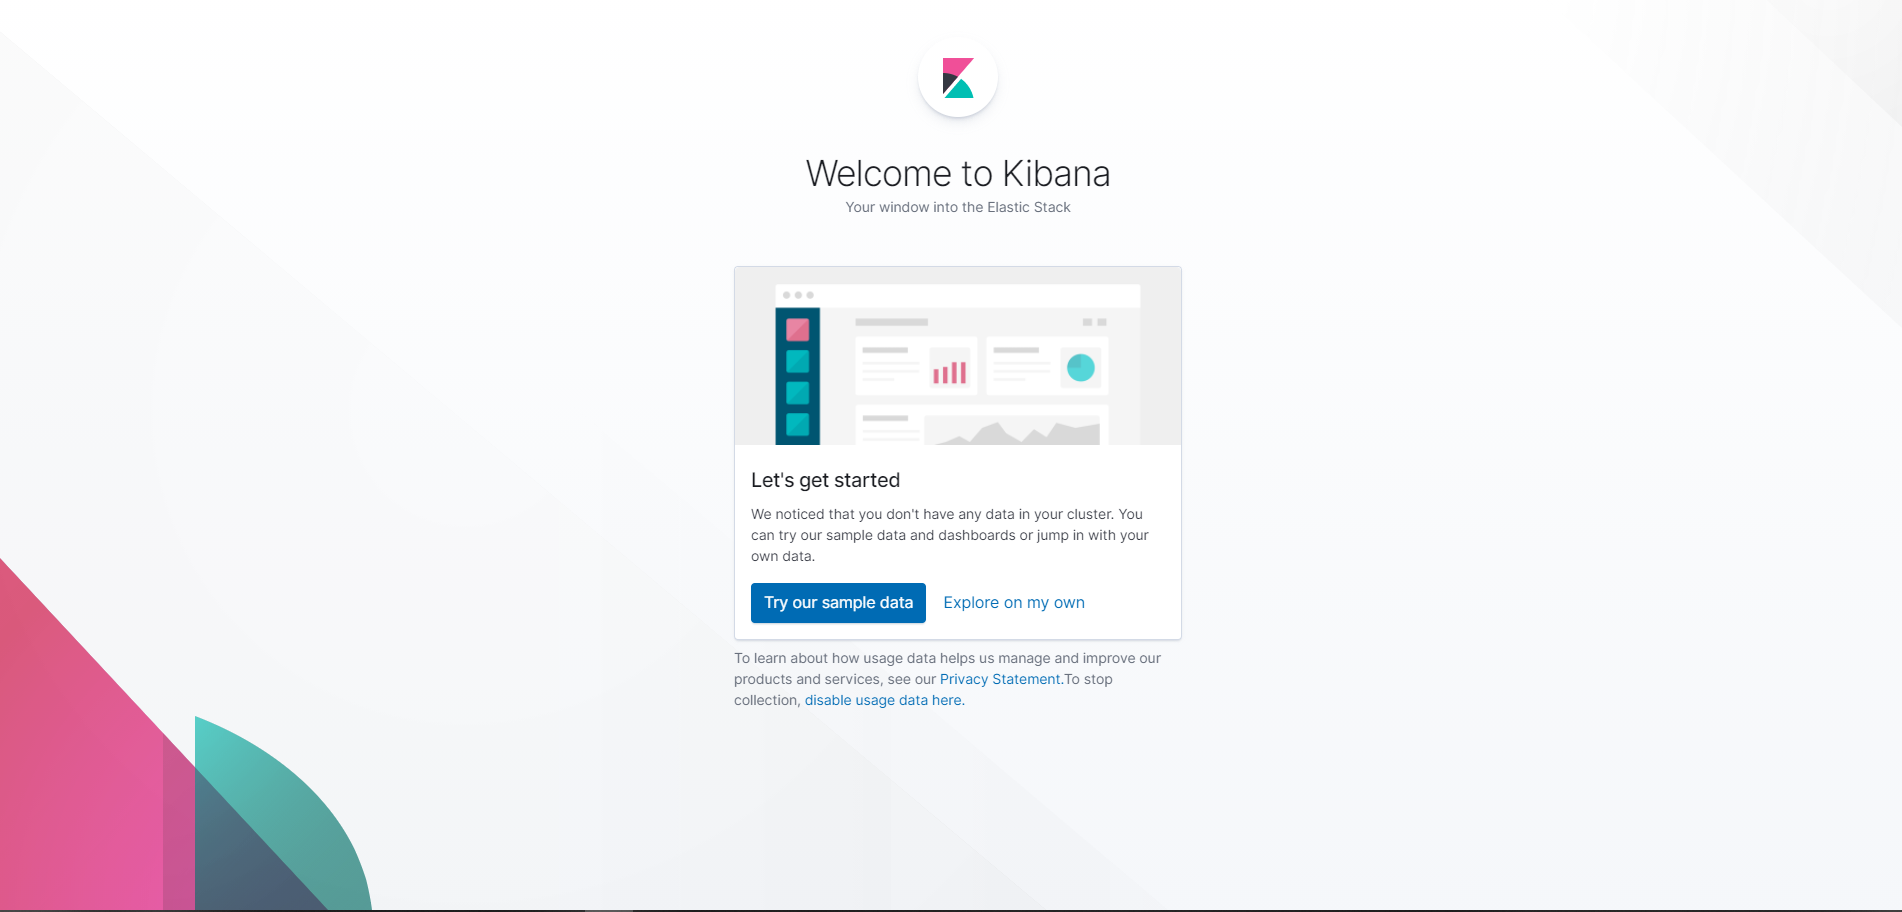 Welcome to Kibana
Your window into the Elastic Stack
Let's get started
We noticed that you don't have any data in your cluster. You
can try our sample data and dashboards or jump in with your
own data.
Try our sample data
Explore on my own
To learn about how usage data helps us manage and improve our
products and services, see our Privacy Statement.To stop
collection, disable usage data here.